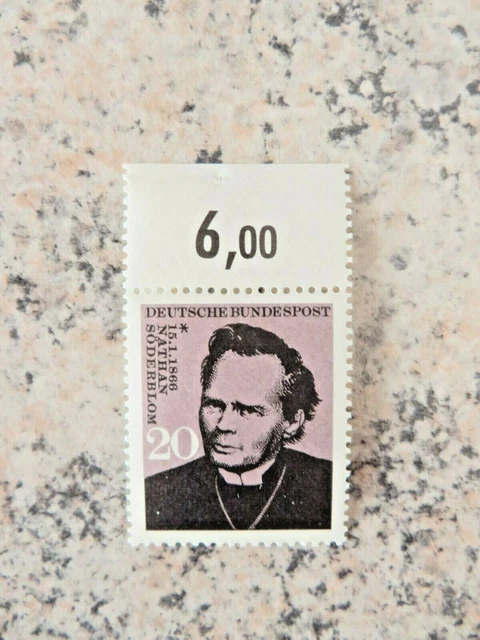 6,00
DEUTSCHE BUNDESPOST
* 15.1.1866
NATHAN
SÖDERBLOM
20